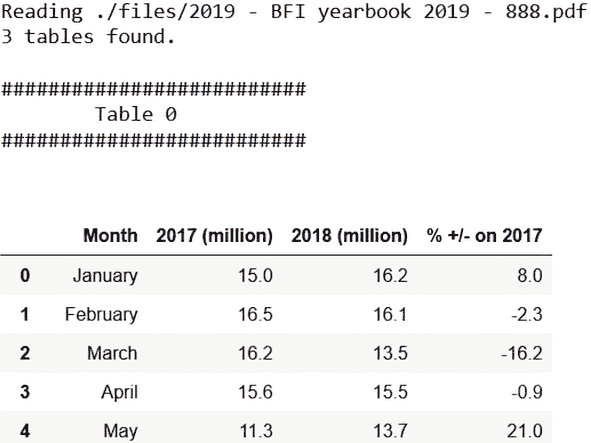 Reading ./files/2019 - BFI yearbook 2019 - 888.pdf
3 tables found.
##########################
Table 0
##########################
Month 2017 (million) 2018 (million) % +/- on 2017
0 January 15.0 16.2 8.0
1 February 16.5 16.1 -2.3
2 March 16.2 13.5 -16.2
3 April 15.6 15.5 -0.9
4 May 11.3 13.7 21.0